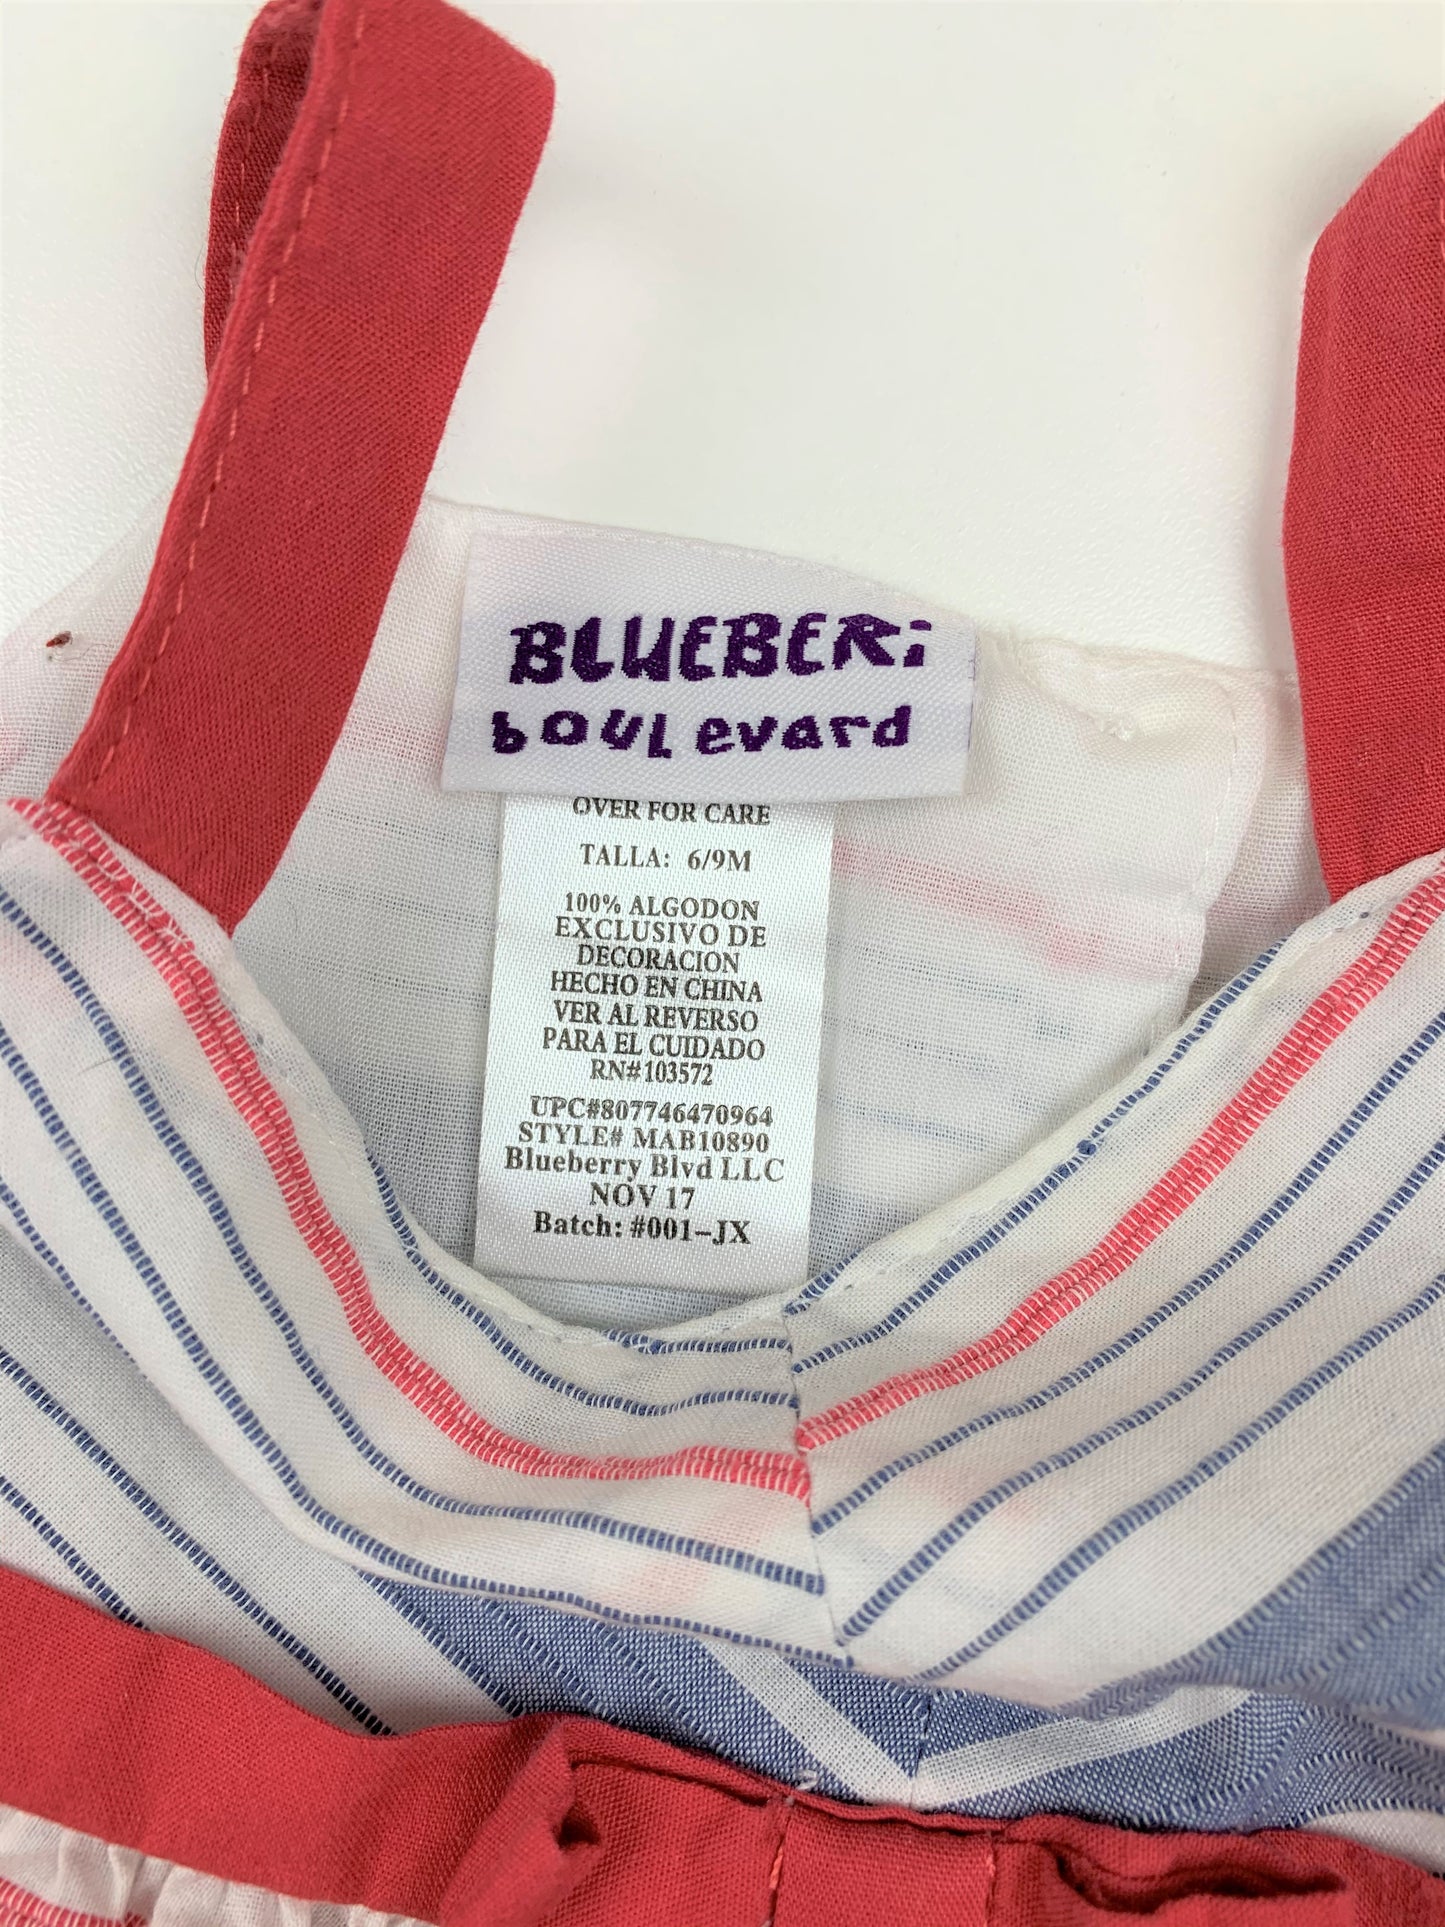 BLUEBERi
boulevard
OVER FOR CARE
TALLA: 6/9M
100% ALGODON
EXCLUSIVO DE
DECORACION
HECHO EN CHINA
VER AL REVERSO
PARA EL CUIDADO
RN#103572
UPC#807746470964
STYLE# MAB10890
Blueberry Blvd LLC
NOV 17
Batch: #001-JX